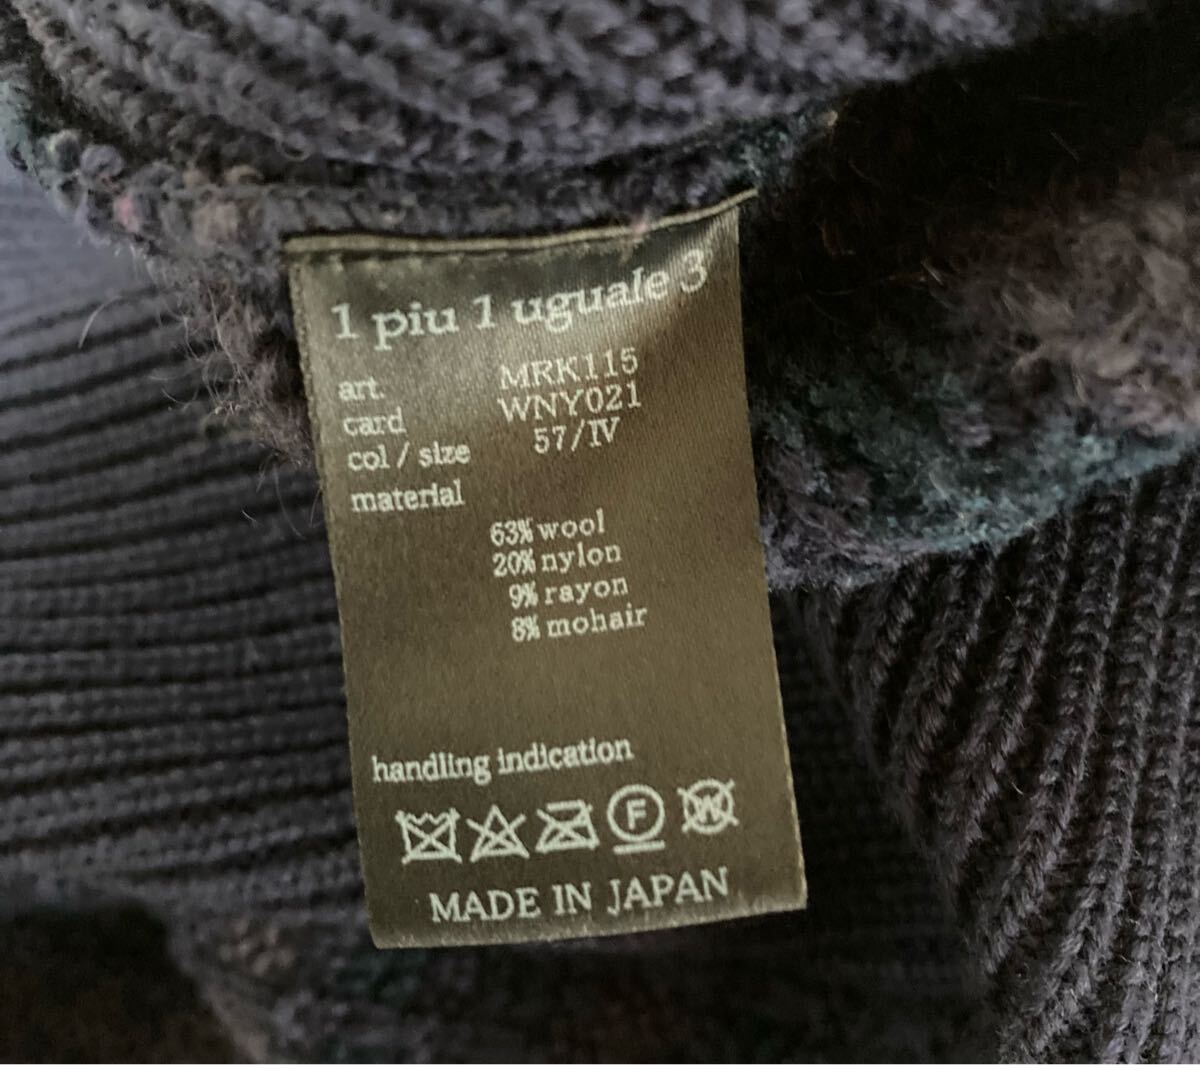 1 piu 1 uguale 3
art. MRK115
card WNY021
col / size 57/IV
material
63% wool
20% nylon
9% rayon
8% mohair
handling indication
F W
MADE IN JAPAN